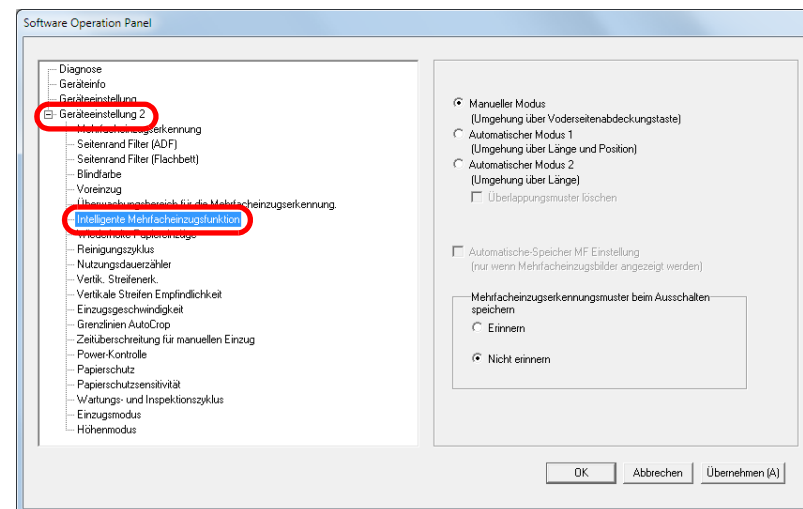 Software Operation Panel
Diagnose
Geräteinfo
Geräteeinstellung
Geräteeinstellung 2
Mehrfacheinzugserkennung
Seitenrand Filter (ADF)
Seitenrand Filter (Flachbett)
Blindfarbe
Voreinzug
Überwachungsbereich für die Mehrfacheinzugserkennung.
Intelligente Mehrfacheinzugsfunktion
Wiederholte Papiereinzüge
Reinigungszyklus
Nutzungsdauerzähler
Vertik. Streifenerk.
Vertikale Streifen Empfindlichkeit
Einzugsgeschwindigkeit
Grenzlinien AutoCrop
Zeitüberschreitung für manuellen Einzug
Power-Kontrolle
Papierschutz
Papierschutzsensitivität
Wartungs- und Inspektionszyklus
Einzugsmodus
Höhenmodus
Manueller Modus
(Umgehung über Voderseitenabdeckungstaste)
Automatischer Modus 1
(Umgehung über Länge und Position)
Automatischer Modus 2
(Umgehung über Länge)
Überlappungsmuster löschen
Automatische-Speicher MF Einstellung
(nur wenn Mehrfacheinzugsbilder angezeigt werden)
Mehrfacheinzugserkennungsmuster beim Ausschalten
speichern
Erinnern
Nicht erinnern
OK
Abbrechen
Übernehmen (A)